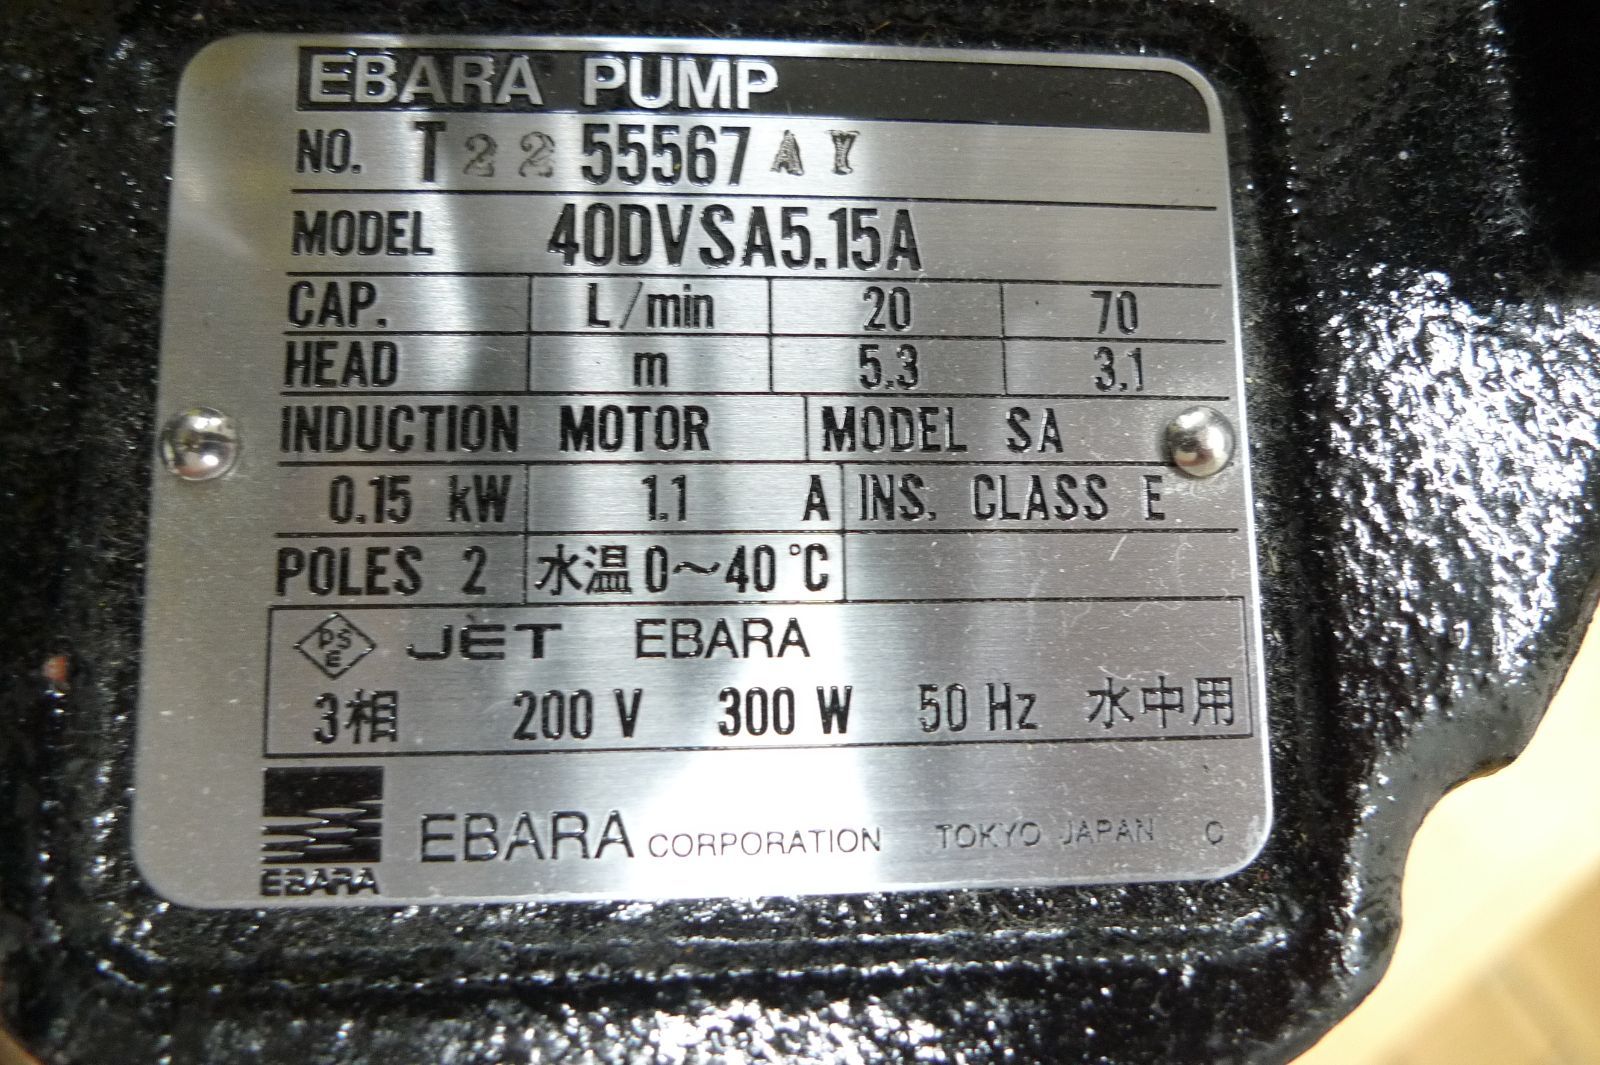 EBARA PUMP
NO. T 22 55567 A Y
MODEL 40DVSA5.15A
CAP. L/min 20 70
HEAD m 5.3 3.1
INDUCTION MOTOR MODEL SA
0.15 kW 1.1 A INS. CLASS E
POLES 2 水温 0～40 ℃
PSE JET EBARA
3相 200 V 300 W 50 Hz 水中用
EBARA CORPORATION TOKYO JAPAN C
EBARA